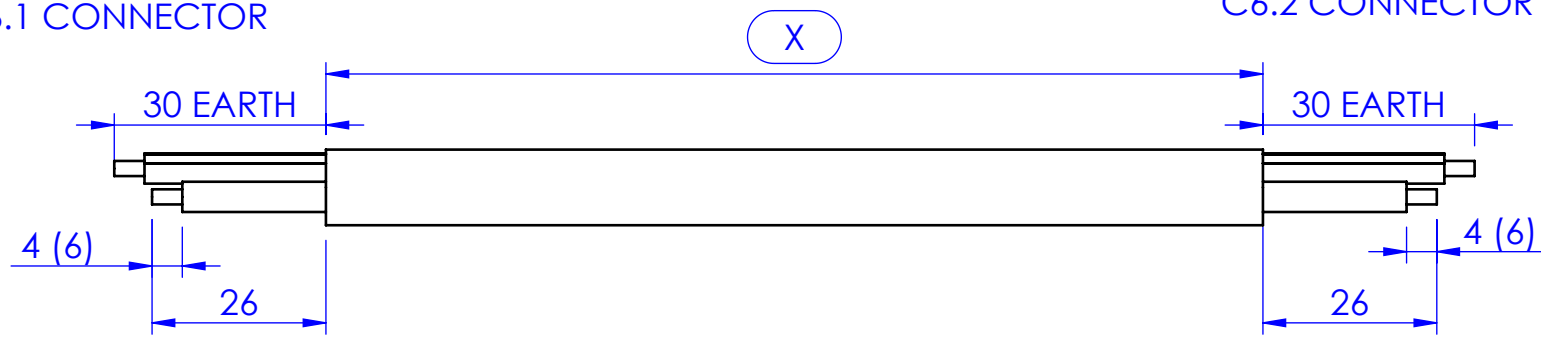 .1 CONNECTOR
C6.2 CONNECTOR
X
30 EARTH
30 EARTH
4 (6)
4 (6)
26
26